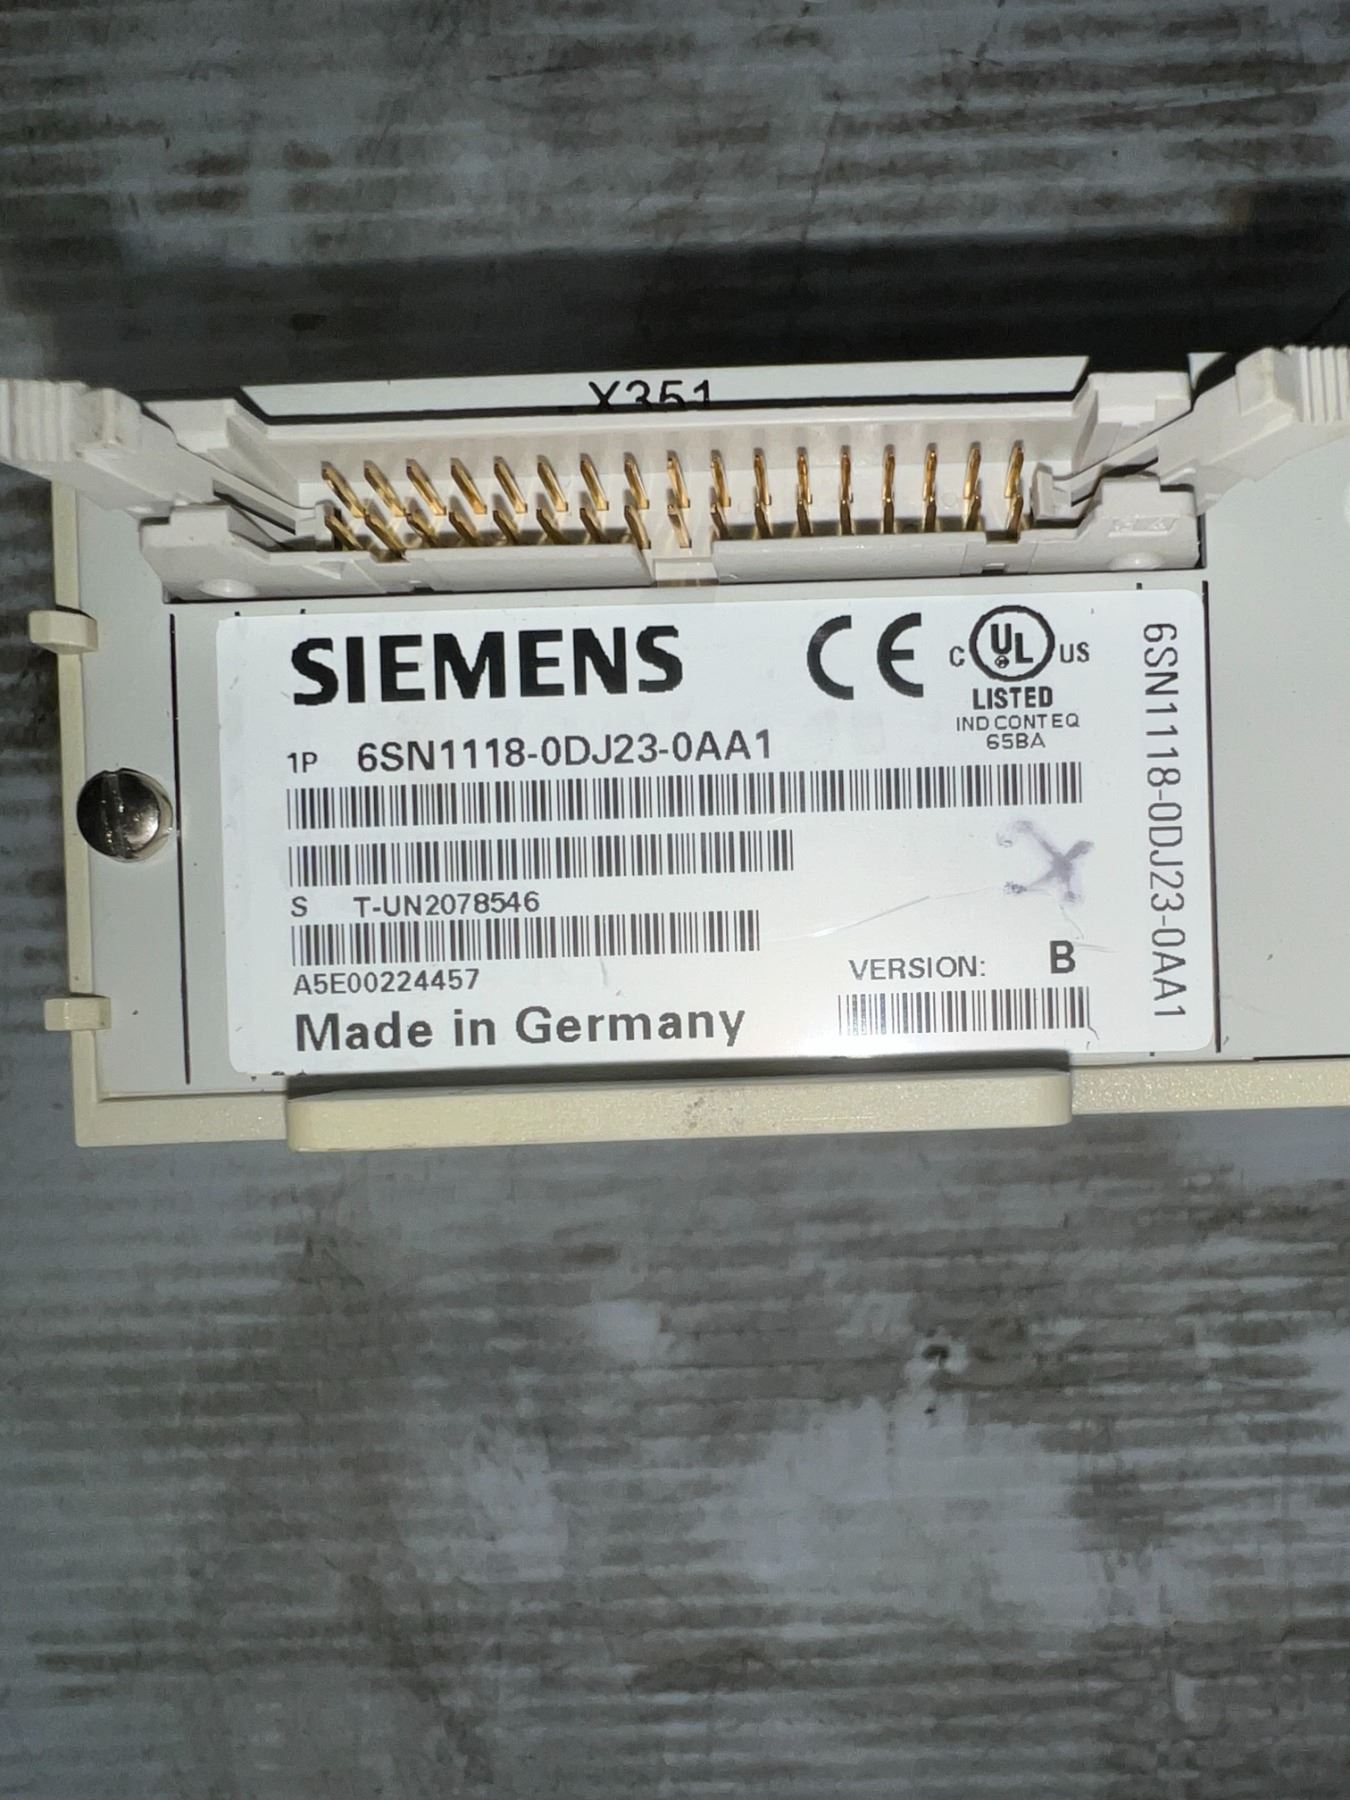 X351
SIEMENS
CE
C UL US
LISTED
IND CONT EQ
65BA
1P 6SN1118-0DJ23-0AA1
S T-UN2078546
A5E00224457
VERSION: B
Made in Germany
6SN1118-0DJ23-0AA1